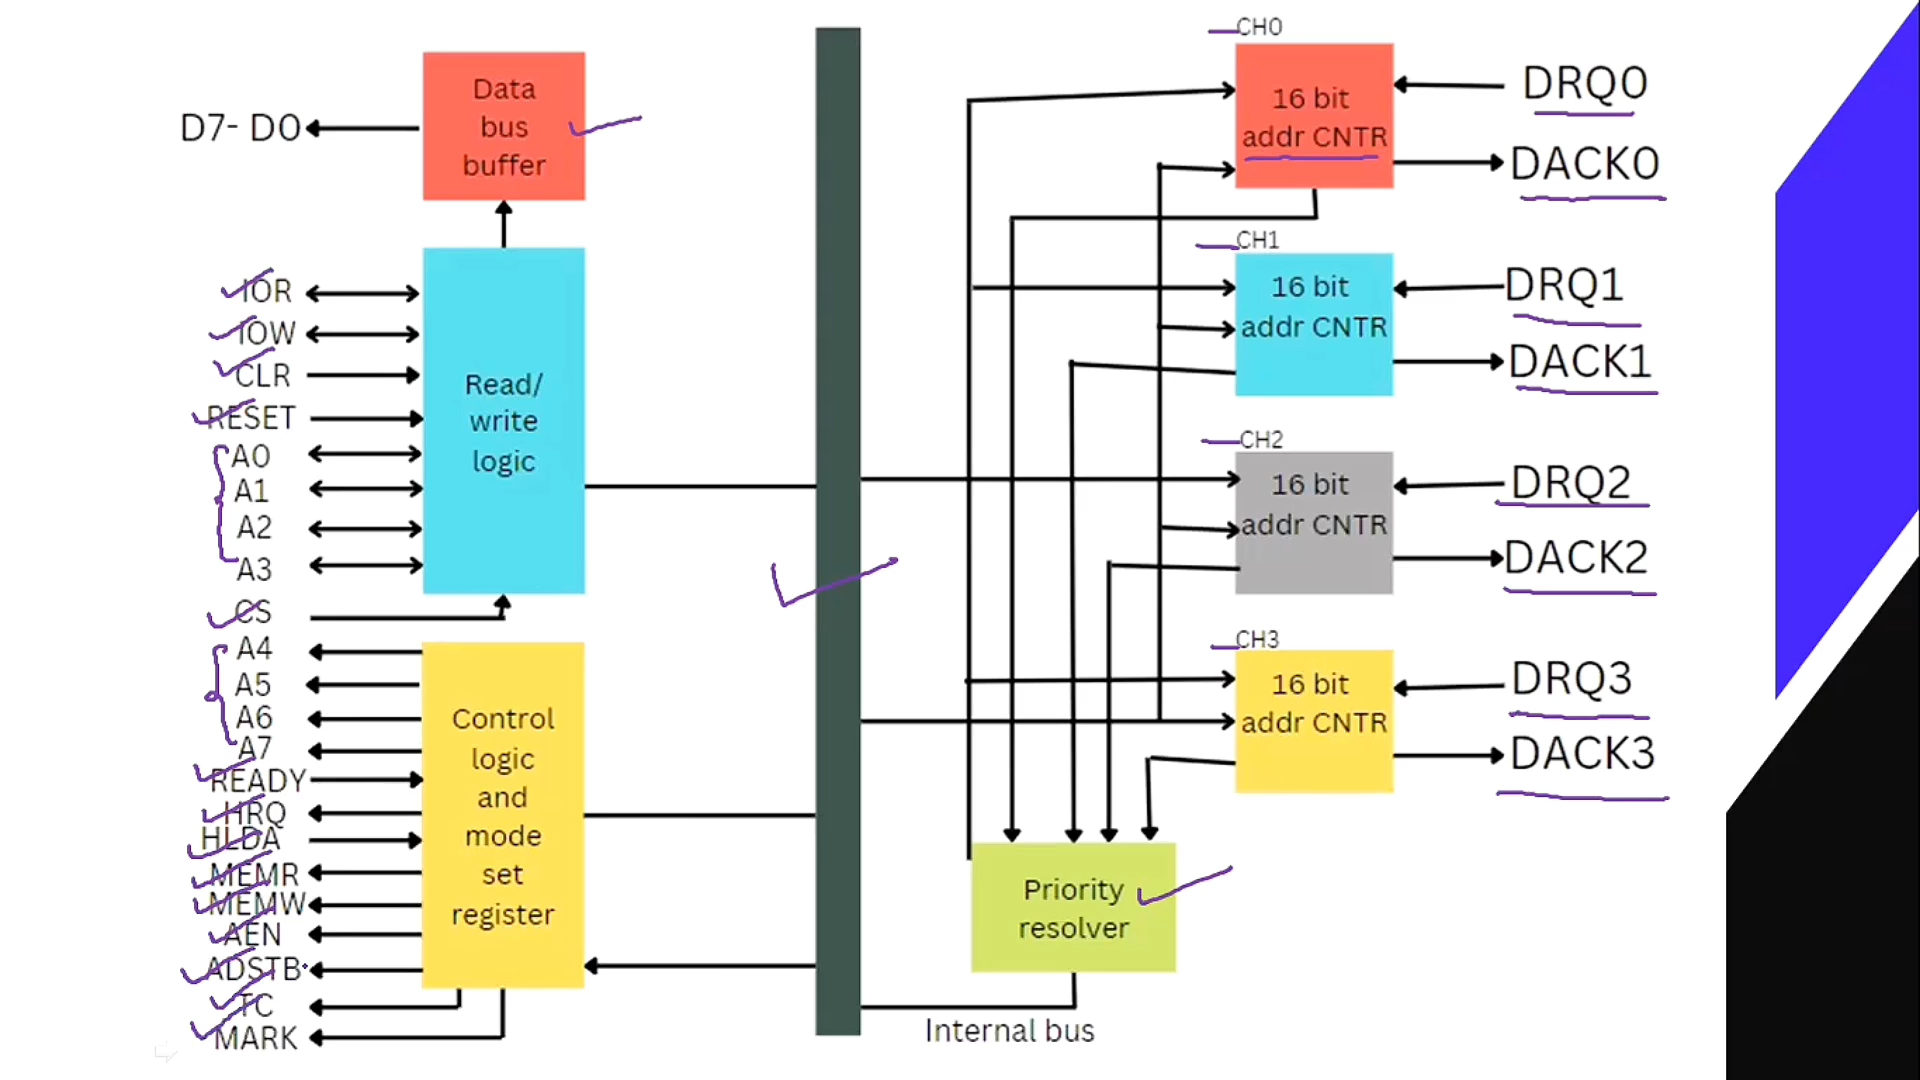 D7- D0
Data
bus
buffer
IOR
IOW
CLR
RESET
A0
A1
A2
A3
CS
Read/
write
logic
A4
A5
A6
A7
READY
HRQ
HLDA
MEMR
MEMW
AEN
ADSTB
TC
MARK
Control
logic
and
mode
set
register
CH0
16 bit
addr CNTR
DRQ0
DACK0
CH1
16 bit
addr CNTR
DRQ1
DACK1
CH2
16 bit
addr CNTR
DRQ2
DACK2
CH3
16 bit
addr CNTR
DRQ3
DACK3
Priority
resolver
Internal bus